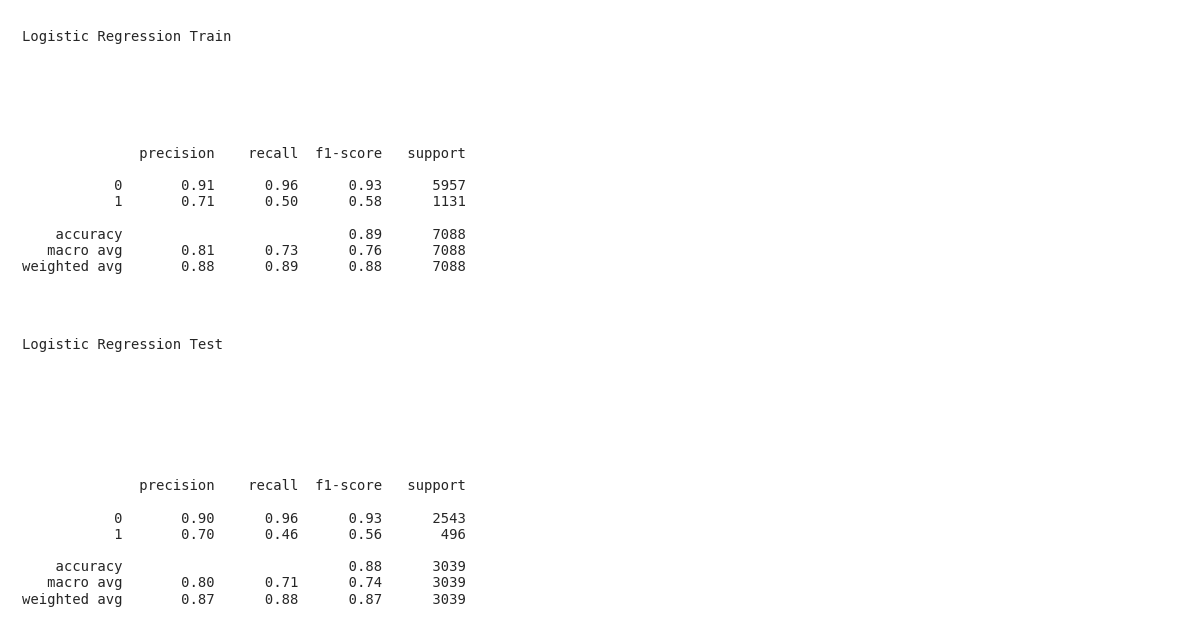 Logistic Regression Train
precision recall f1-score support
0 0.91 0.96 0.93 5957
1 0.71 0.50 0.58 1131
accuracy 0.89 7088
macro avg 0.81 0.73 0.76 7088
weighted avg 0.88 0.89 0.88 7088
Logistic Regression Test
precision recall f1-score support
0 0.90 0.96 0.93 2543
1 0.70 0.46 0.56 496
accuracy 0.88 3039
macro avg 0.80 0.71 0.74 3039
weighted avg 0.87 0.88 0.87 3039